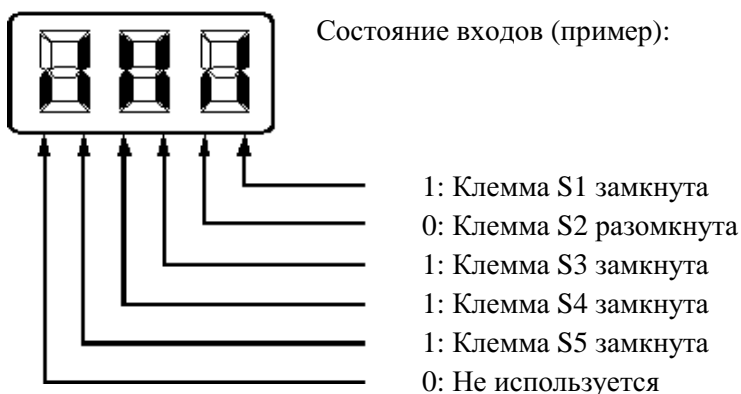 Состояние входов (пример):
1: Клемма S1 замкнута
0: Клемма S2 разомкнута
1: Клемма S3 замкнута
1: Клемма S4 замкнута
1: Клемма S5 замкнута
0: Не используется